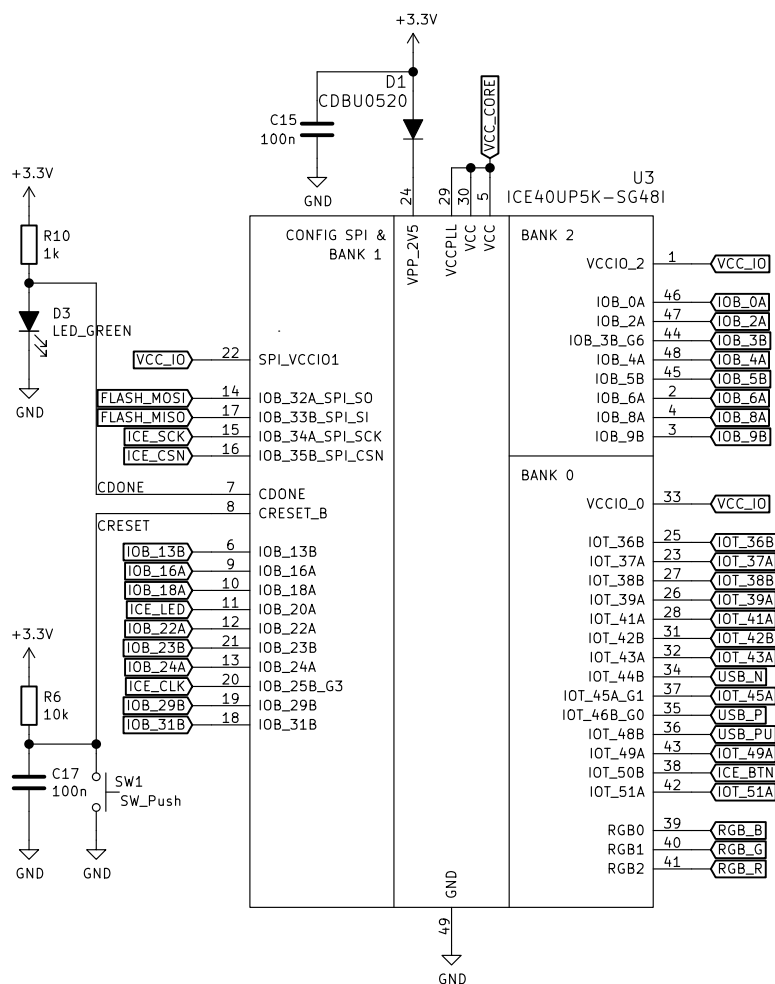 +3.3V
D1
CDBU0520
C15
100n
GND
VCC_CORE
+3.3V
R10
1k
D3
LED_GREEN
GND
U3
ICE40UP5K-SG48I
24
29
30
5
VPP_2V5
VCCPLL
VCC
VCC
CONFIG SPI &
BANK 1
VCC_IO 22 SPI_VCCIO1
FLASH_MOSI 14 IOB_32A_SPI_SO
FLASH_MISO 17 IOB_33B_SPI_SI
ICE_SCK 15 IOB_34A_SPI_SCK
ICE_CSN 16 IOB_35B_SPI_CSN
CDONE 7 CDONE
CRESET 8 CRESET_B
IOB_13B 6 IOB_13B
IOB_16A 9 IOB_16A
IOB_18A 10 IOB_18A
ICE_LED 11 IOB_20A
IOB_22A 12 IOB_22A
IOB_23B 21 IOB_23B
IOB_24A 13 IOB_24A
ICE_CLK 20 IOB_25B_G3
IOB_29B 19 IOB_29B
IOB_31B 18 IOB_31B
+3.3V
R6
10k
C17
100n
SW1
SW_Push
GND
GND
BANK 2
VCCIO_2 1 VCC_IO
IOB_0A 46 IOB_0A
IOB_2A 47 IOB_2A
IOB_3B_G6 44 IOB_3B
IOB_4A 48 IOB_4A
IOB_5B 45 IOB_5B
IOB_6A 2 IOB_6A
IOB_8A 4 IOB_8A
IOB_9B 3 IOB_9B
BANK 0
VCCIO_0 33 VCC_IO
IOT_36B 25 IOT_36B
IOT_37A 23 IOT_37A
IOT_38B 27 IOT_38B
IOT_39A 26 IOT_39A
IOT_41A 28 IOT_41A
IOT_42B 31 IOT_42B
IOT_43A 32 IOT_43A
IOT_44B 34 USB_N
IOT_45A_G1 37 IOT_45A
IOT_46B_G0 35 USB_P
IOT_48B 36 USB_PU
IOT_49A 43 IOT_49A
IOT_50B 38 ICE_BTN
IOT_51A 42 IOT_51A
RGB0 39 RGB_B
RGB1 40 RGB_G
RGB2 41 RGB_R
GND
49
GND